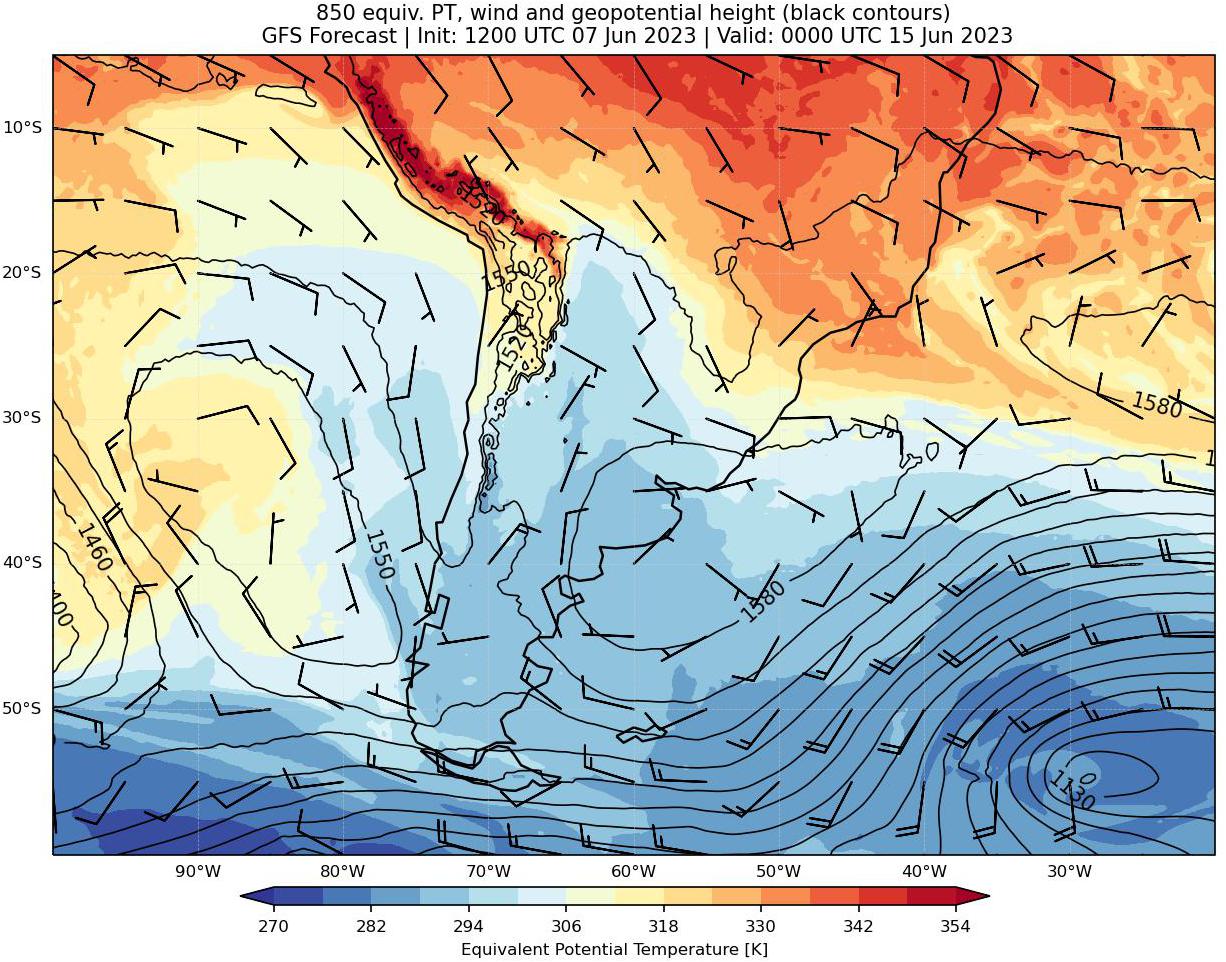 850 equiv. PT, wind and geopotential height (black contours)
GFS Forecast | Init: 1200 UTC 07 Jun 2023 | Valid: 0000 UTC 15 Jun 2023
10°S
1520
20°S
1550
1520
30°S
1580
1460
40°S
1550
1580
50°S
1130
90°W 80°W 70°W 60°W 50°W 40°W 30°W
270 282 294 306 318 330 342 354
Equivalent Potential Temperature [K]